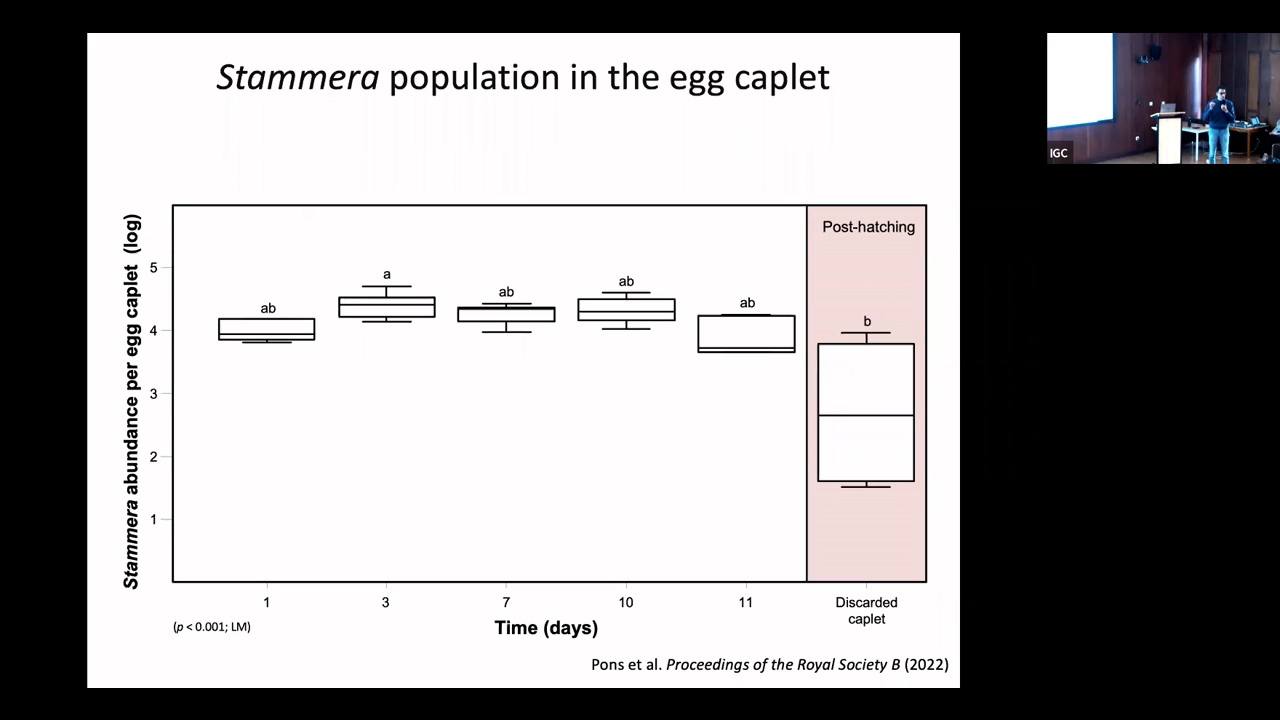 Stammera population in the egg caplet
IGC
Post-hatching
Stammera abundance per egg caplet (log)
5
4
3
2
1
ab
a
ab
ab
ab
b
1
3
7
10
11
Discarded
caplet
(p < 0.001; LM)
Time (days)
Pons et al. Proceedings of the Royal Society B (2022)